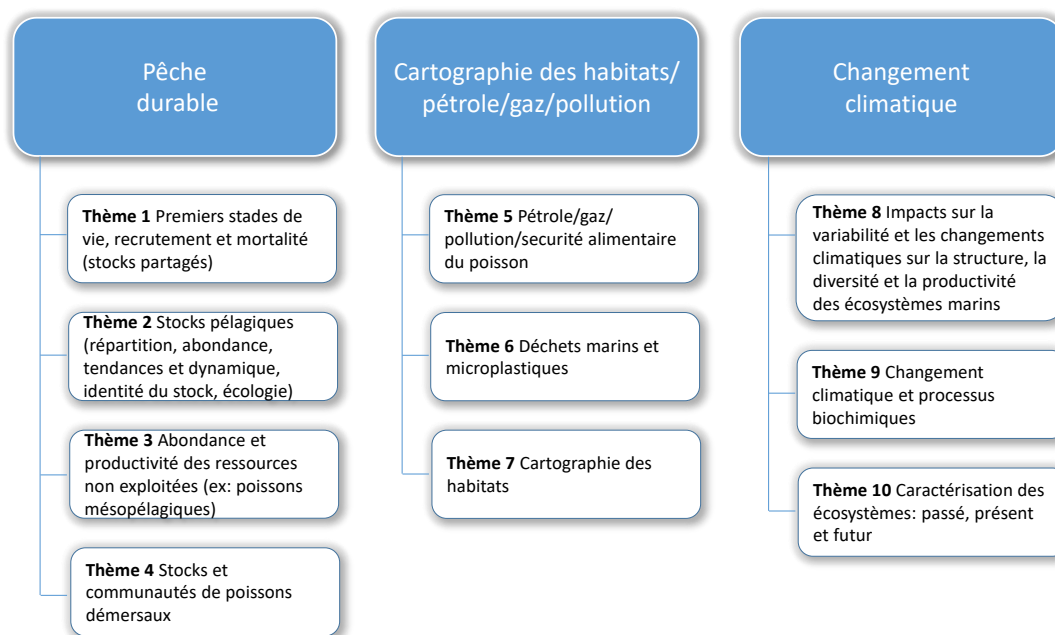 Pêche
durable
Thème 1 Premiers stades de
vie, recrutement et mortalité
(stocks partagés)
Thème 2 Stocks pélagiques
(répartition, abondance,
tendances et dynamique,
identité du stock, écologie)
Thème 3 Abondance et
productivité des ressources
non exploitées (ex: poissons
mésopélagiques)
Thème 4 Stocks et
communautés de poissons
démersaux
Cartographie des habitats/
pétrole/gaz/pollution
Thème 5 Pétrole/gaz/
pollution/securité alimentaire
du poisson
Thème 6 Déchets marins et
microplastiques
Thème 7 Cartographie des
habitats
Changement
climatique
Thème 8 Impacts sur la
variabilité et les changements
climatiques sur la structure, la
diversité et la productivité
des écosystèmes marins
Thème 9 Changement
climatique et processus
biochimiques
Thème 10 Caractérisation des
écosystèmes: passé, présent
et futur